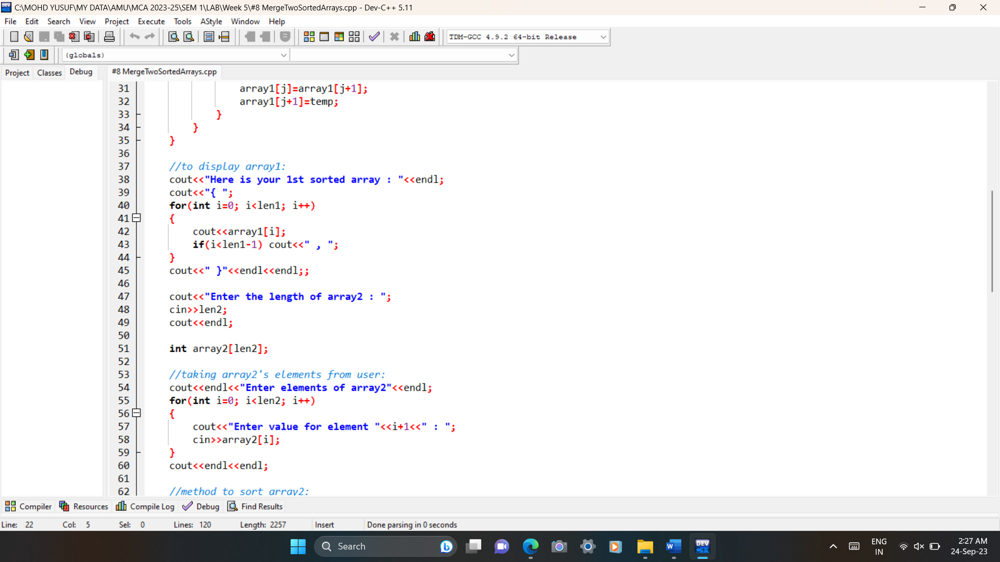 C:\MOHD YUSUF\MY DATA\AMU\MCA 2023-25\SEM 1\LAB\Week 5\#8 MergeTwoSortedArrays.cpp - Dev-C++ 5.11
File Edit Search View Project Execute Tools AStyle Window Help
TDM-GCC 4.9.2 64-bit Release
(globals)
Project Classes Debug #8 MergeTwoSortedArrays.cpp
31 array1[j]=array1[j+1];
32 array1[j+1]=temp;
33 }
34 }
35 }
36
37 //to display array1:
38 cout<<"Here is your 1st sorted array : "<<endl;
39 cout<<"{ ";
40 for(int i=0; i<len1; i++)
41 {
42 cout<<array1[i];
43 if(i<len1-1) cout<<" , ";
44 }
45 cout<<" }"<<endl<<endl;;
46
47 cout<<"Enter the length of array2 : ";
48 cin>>len2;
49 cout<<endl;
50
51 int array2[len2];
52
53 //taking array2's elements from user:
54 cout<<endl<<"Enter elements of array2"<<endl;
55 for(int i=0; i<len2; i++)
56 {
57 cout<<"Enter value for element "<<i+1<<" : ";
58 cin>>array2[i];
59 }
60 cout<<endl<<endl;
61
62 //method to sort array2:
Compiler Resources Compile Log Debug Find Results
Line: 22 Col: 5 Sel: 0 Lines: 120 Length: 2257 Insert Done parsing in 0 seconds
Search
DEV C++
W
ENG
IN
2:27 AM
24-Sep-23